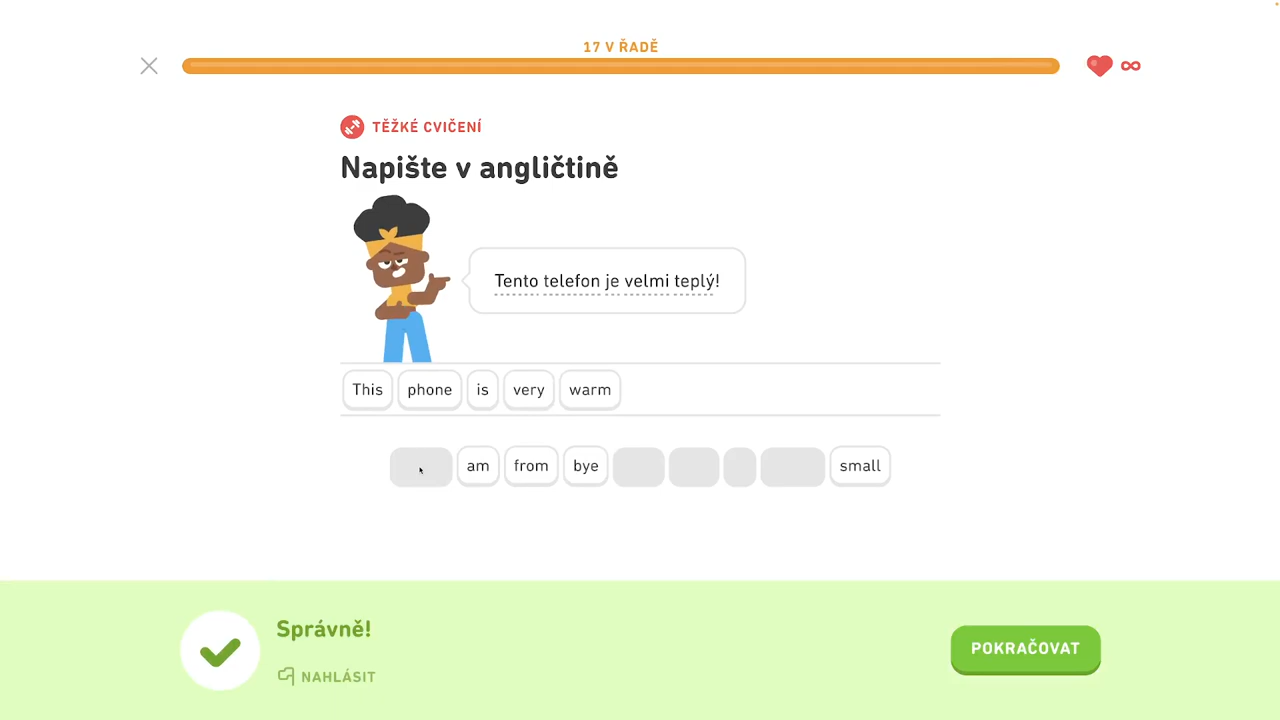 17 V ŘADĚ
TĚŽKÉ CVIČENÍ
Napište v angličtině
Tento telefon je velmi teplý!
This phone is very warm
am from bye small
Správně!
NAHLÁSIT
POKRAČOVAT